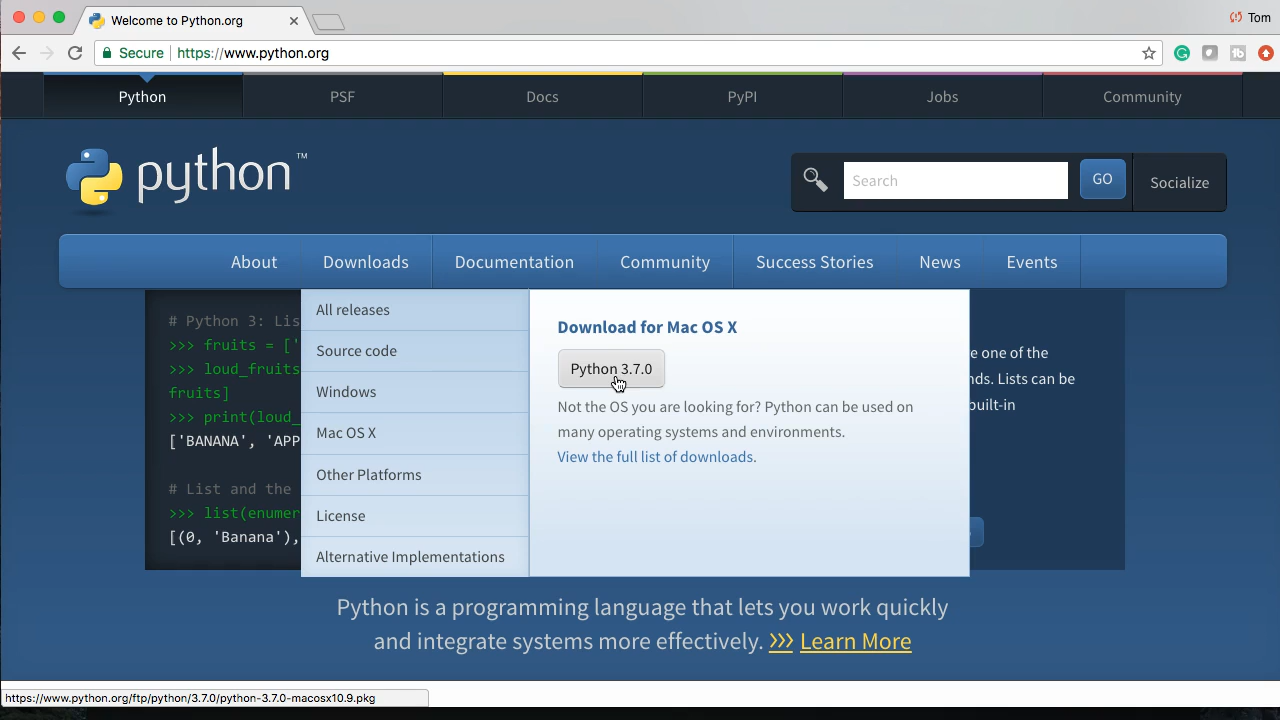 Welcome to Python.org
Tom
Secure https://www.python.org
Python PSF Docs PyPI Jobs Community
python™
Search GO Socialize
About Downloads Documentation Community Success Stories News Events
All releases
Source code
Windows
Mac OS X
Other Platforms
License
Alternative Implementations
Download for Mac OS X
Python 3.7.0
Not the OS you are looking for? Python can be used on
many operating systems and environments.
View the full list of downloads.
# Python 3: Lis
>>> fruits = ['
>>> loud_fruits
fruits]
>>> print(loud_
['BANANA', 'APP
# List and the
>>> list(enumer
[(0, 'Banana'),
e one of the
nds. Lists can be
built-in
Python is a programming language that lets you work quickly
and integrate systems more effectively. >>> Learn More
https://www.python.org/ftp/python/3.7.0/python-3.7.0-macosx10.9.pkg